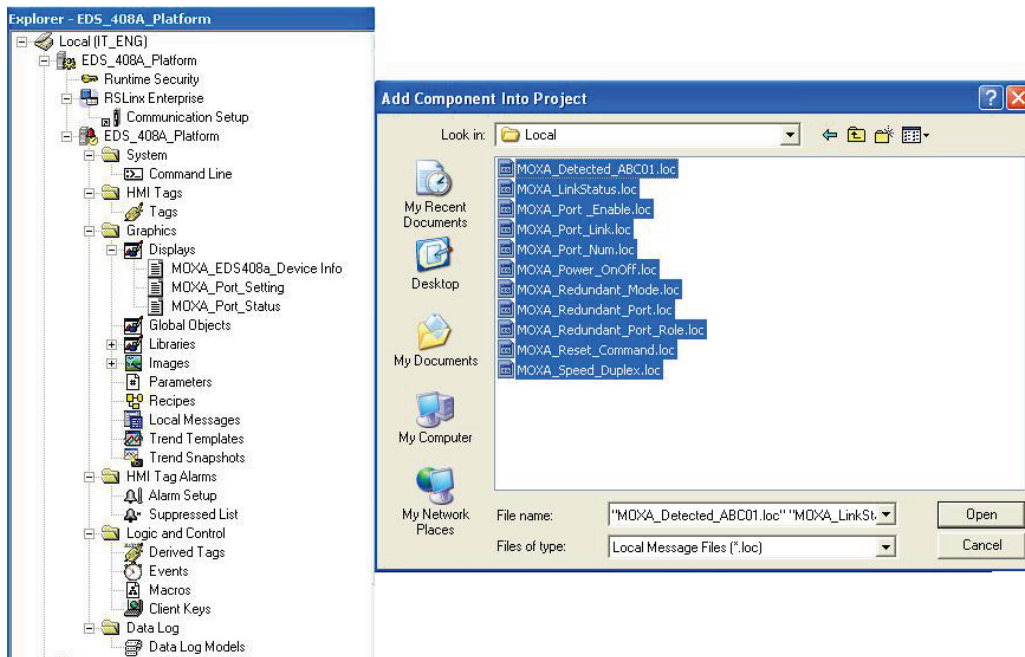 Explorer - EDS_408A_Platform
Local (IT_ENG)
EDS_408A_Platform
Runtime Security
RSLinx Enterprise
Communication Setup
EDS_408A_Platform
System
Command Line
HMI Tags
Tags
Graphics
Displays
MOXA_EDS408a_Device Info
MOXA_Port_Setting
MOXA_Port_Status
Global Objects
Libraries
Images
Parameters
Recipes
Local Messages
Trend Templates
Trend Snapshots
HMI Tag Alarms
Alarm Setup
Suppressed List
Logic and Control
Derived Tags
Events
Macros
Client Keys
Data Log
Data Log Models
Add Component Into Project
Look in:
Local
My Recent
Documents
Desktop
My Documents
My Computer
My Network
Places
MOXA_Detected_ABC01.loc
MOXA_LinkStatus.loc
MOXA_Port _Enable.loc
MOXA_Port_Link.loc
MOXA_Port_Num.loc
MOXA_Power_OnOff.loc
MOXA_Redundant_Mode.loc
MOXA_Redundant_Port.loc
MOXA_Redundant_Port_Role.loc
MOXA_Reset_Command.loc
MOXA_Speed_Duplex.loc
File name:
"MOXA_Detected_ABC01.loc" "MOXA_LinkSt
Open
Files of type:
Local Message Files (*.loc)
Cancel